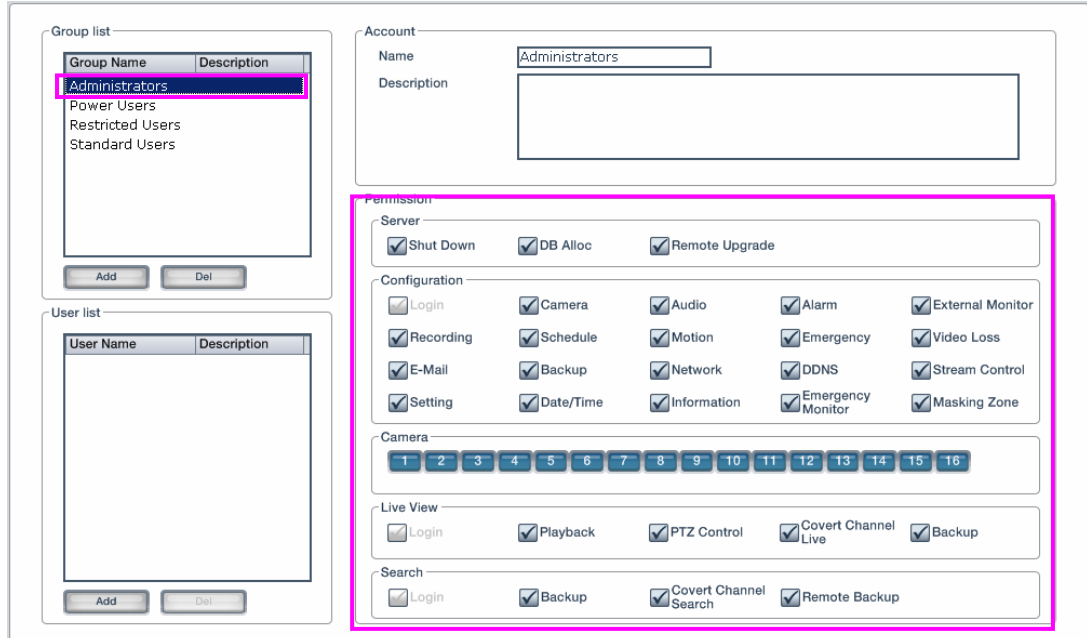 Group list
Group Name Description
Administrators
Power Users
Restricted Users
Standard Users
Add Del
User list
User Name Description
Add Del
Account
Name Administrators
Description
Permission
Server
Shut Down DB Alloc Remote Upgrade
Configuration
Login Camera Audio Alarm External Monitor
Recording Schedule Motion Emergency Video Loss
E-Mail Backup Network DDNS Stream Control
Setting Date/Time Information Emergency Monitor Masking Zone
Camera
1 2 3 4 5 6 7 8 9 10 11 12 13 14 15 16
Live View
Login Playback PTZ Control Covert Channel Live Backup
Search
Login Backup Covert Channel Search Remote Backup